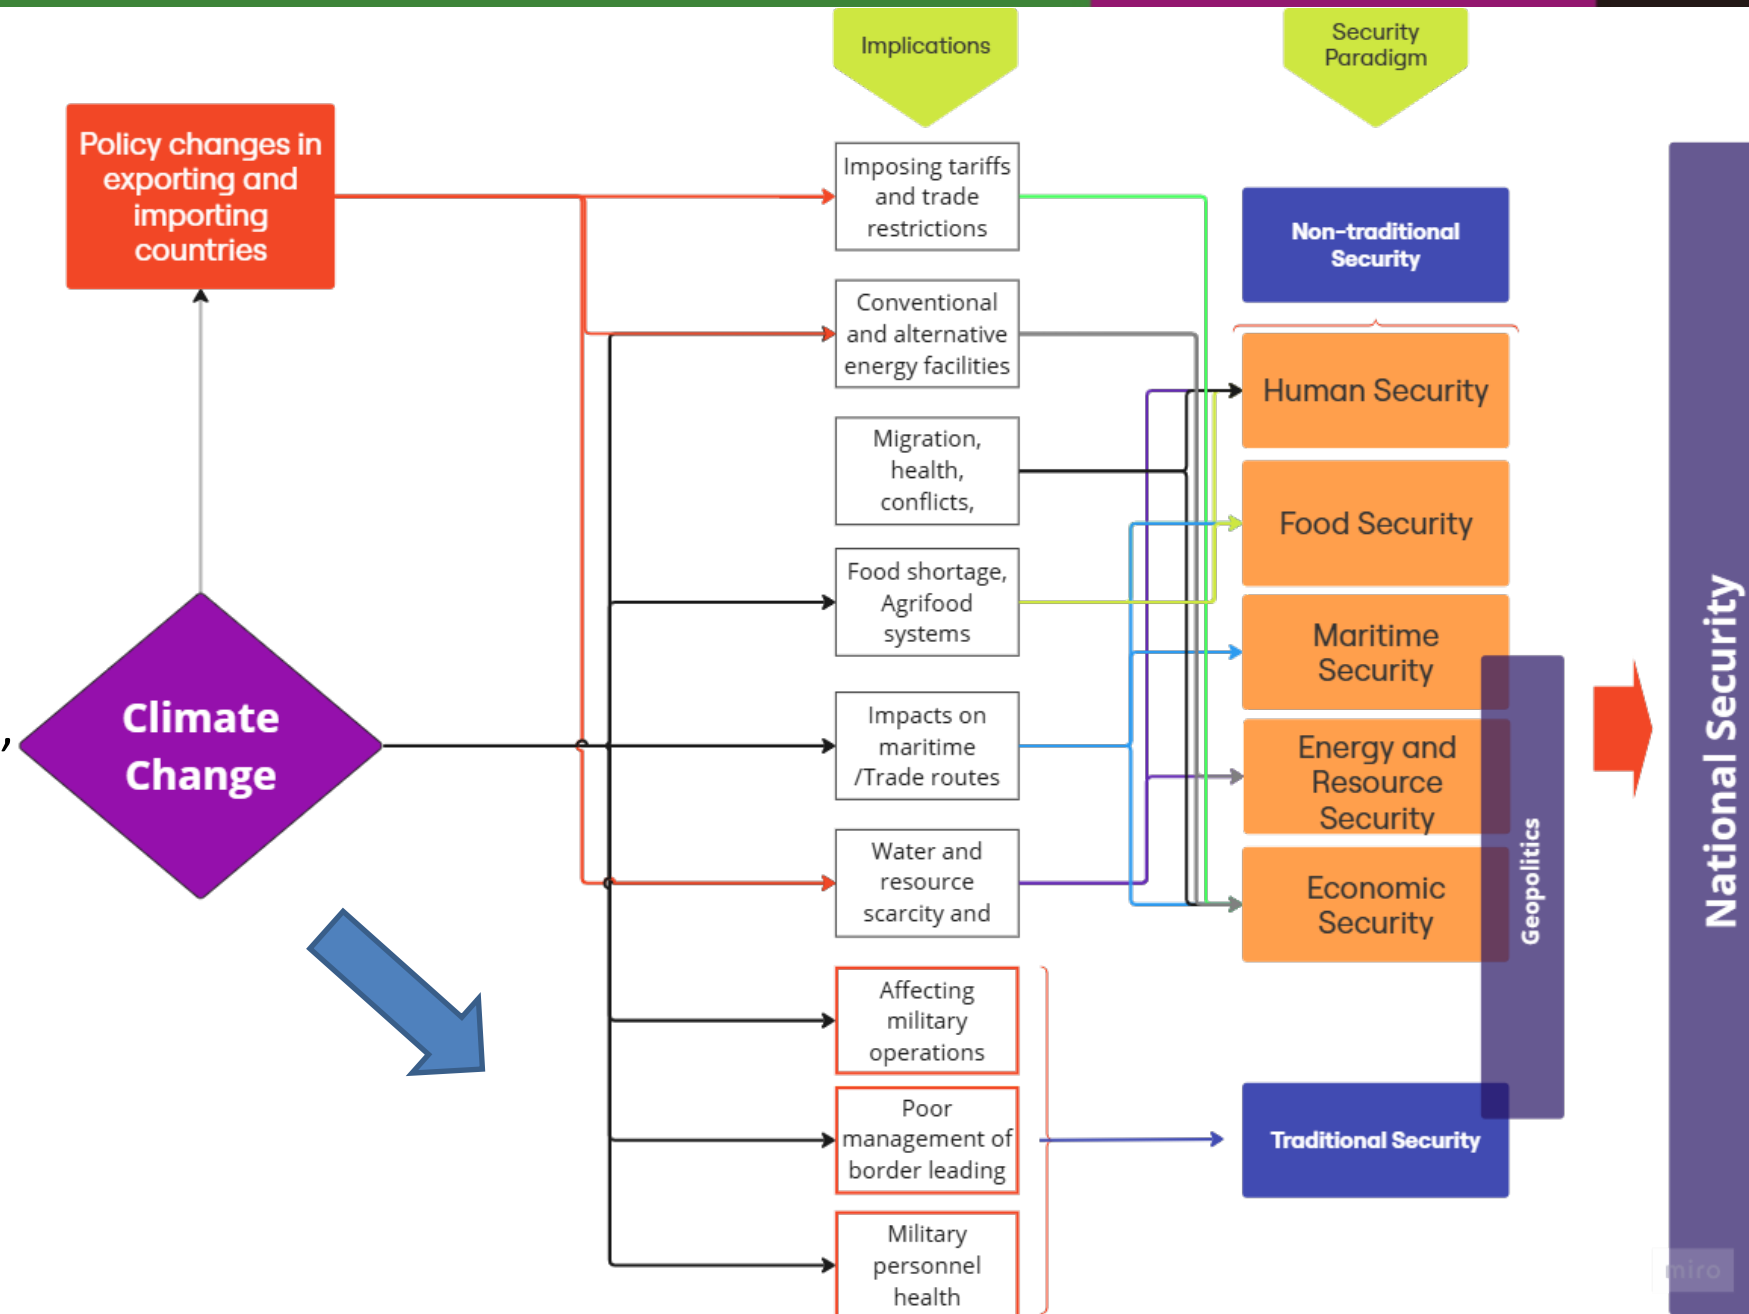 Implications
Security
Paradigm
Policy changes in
exporting and
importing
countries
Imposing tariffs
and trade
restrictions
Non-traditional
Security
Conventional
and alternative
energy facilities
Human Security
Migration,
health,
conflicts,
Food Security
Food shortage,
Agrifood
systems
Maritime
Security
,
Climate
Change
Impacts on
maritime
/Trade routes
Energy and
Resource
Security
Water and
resource
scarcity and
Economic
Security
Geopolitics
National Security
Affecting
military
operations
Poor
management of
border leading
Traditional Security
Military
personnel
health
miro